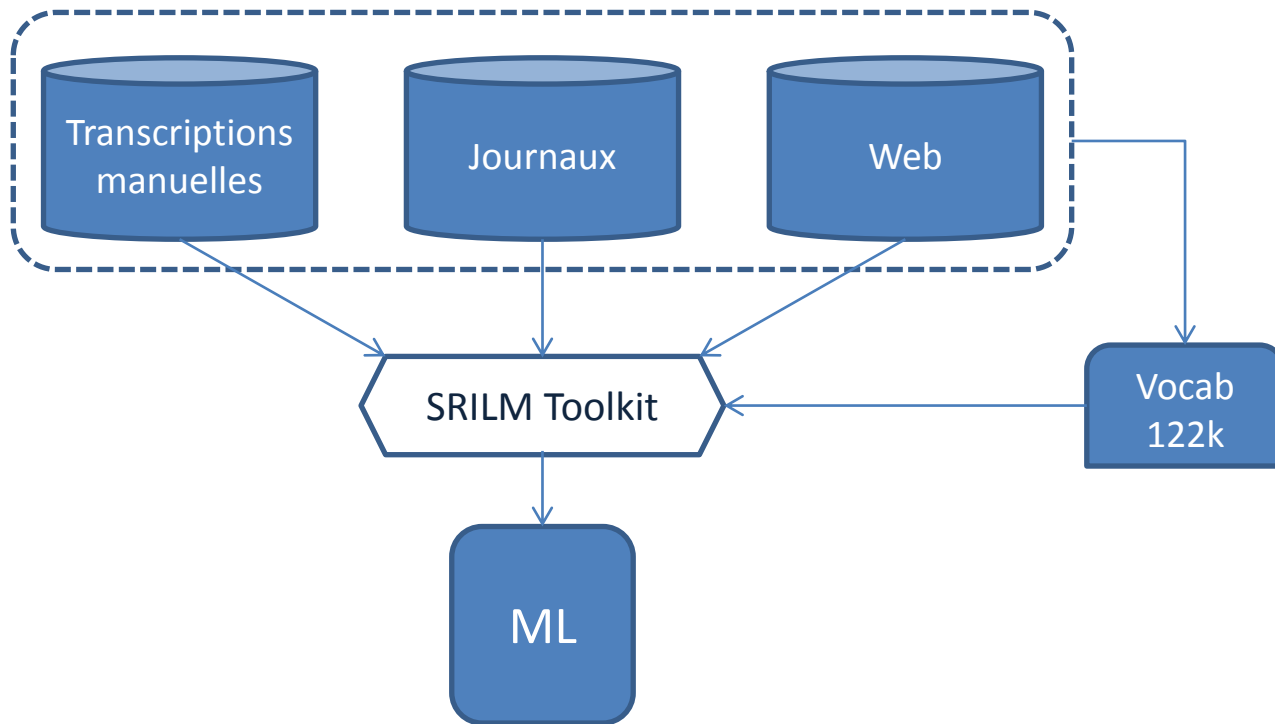 Transcriptions
manuelles
Journaux
Web
SRILM Toolkit
Vocab
122k
ML